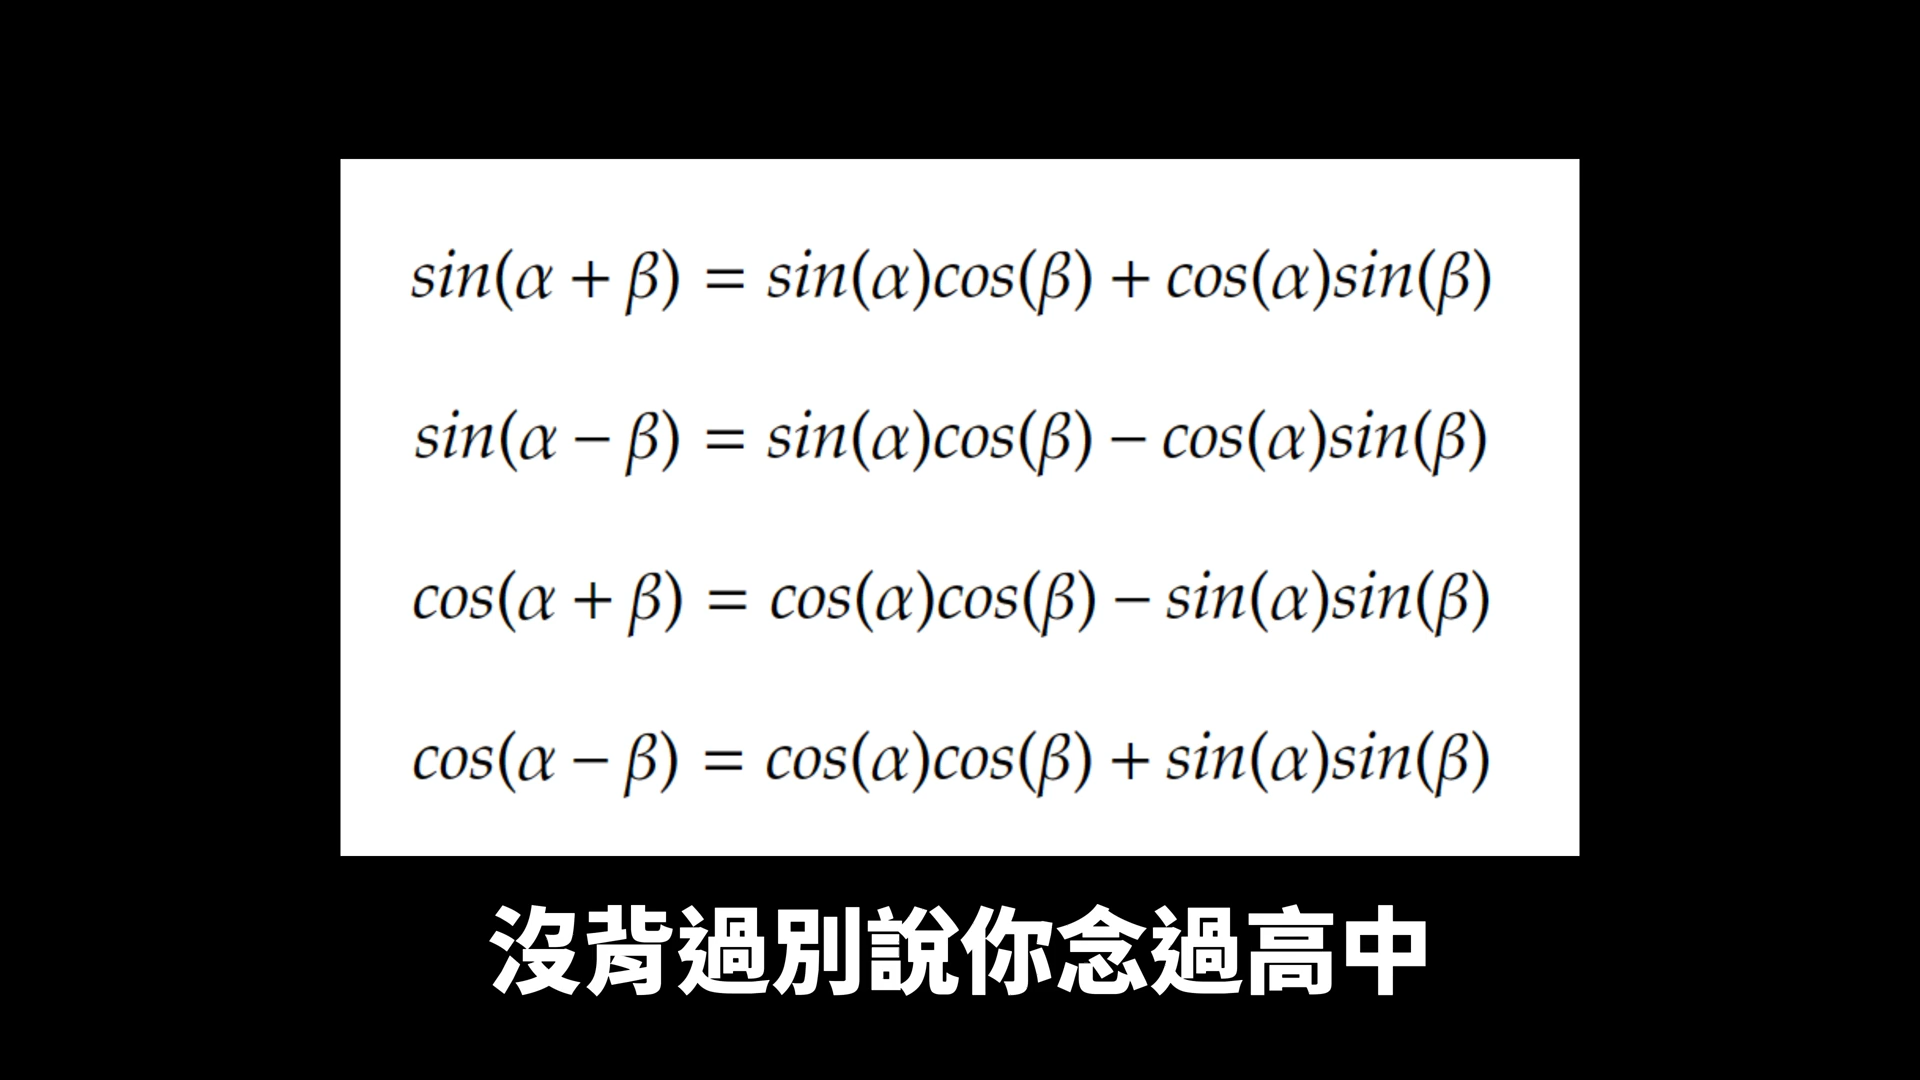 sin(α + β) = sin(α)cos(β) + cos(α)sin(β)
sin(α − β) = sin(α)cos(β) − cos(α)sin(β)
cos(α + β) = cos(α)cos(β) − sin(α)sin(β)
cos(α − β) = cos(α)cos(β) + sin(α)sin(β)
沒背過別說你念過高中